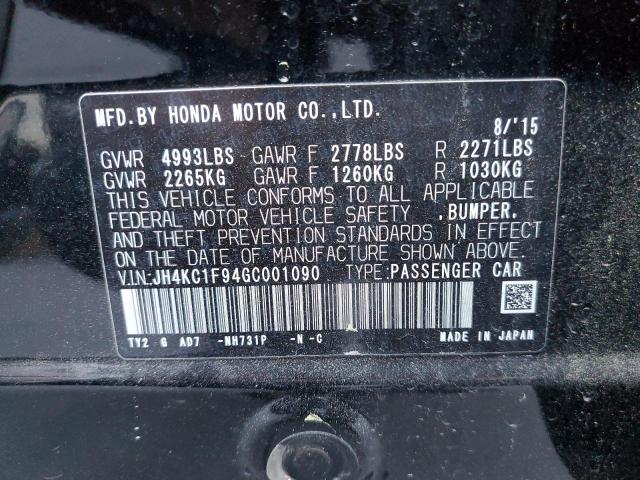 MFD.BY HONDA MOTOR CO.,LTD.
8/'15
GVWR 4993LBS GAWR F 2778LBS R 2271LBS
GVWR 2265KG GAWR F 1260KG R 1030KG
THIS VEHICLE CONFORMS TO ALL APPLICABLE
FEDERAL MOTOR VEHICLE SAFETY ,BUMPER,
AND THEFT PREVENTION STANDARDS IN EFFECT
ON THE DATE OF MANUFACTURE SHOWN ABOVE.
V.IN:JH4KC1F94GC001090 TYPE:PASSENGER CAR
TY2 G AD7 -NH731P -N-C MADE IN JAPAN